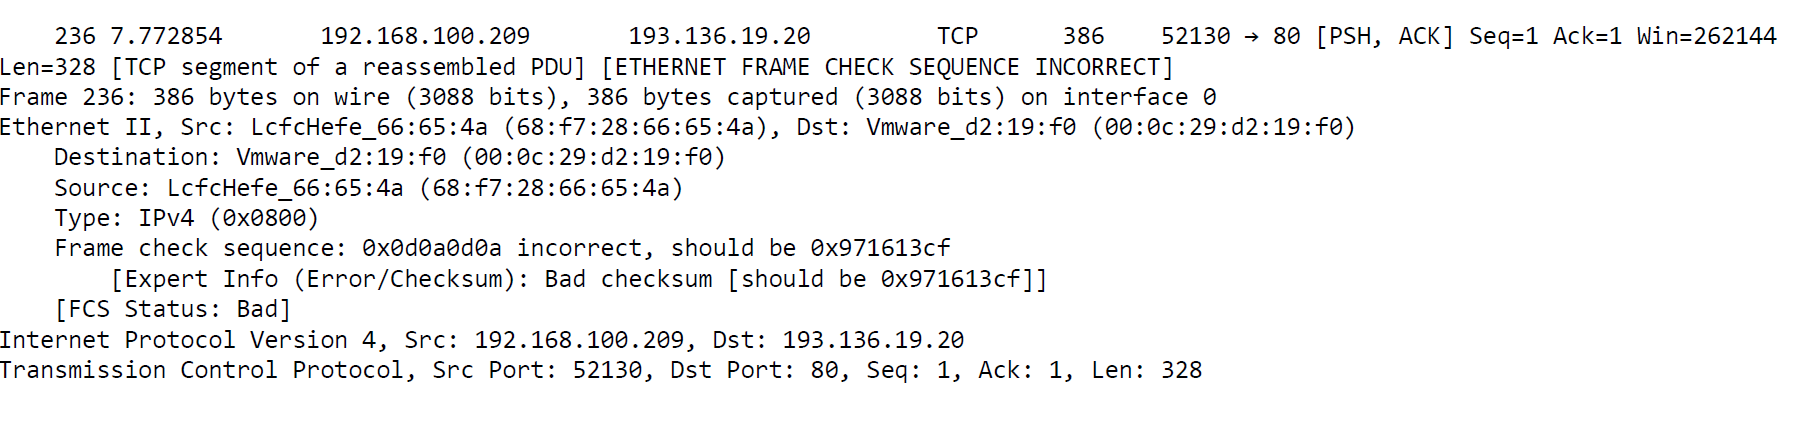 236 7.772854 192.168.100.209 193.136.19.20 TCP 386 52130 → 80 [PSH, ACK] Seq=1 Ack=1 Win=262144
Len=328 [TCP segment of a reassembled PDU] [ETHERNET FRAME CHECK SEQUENCE INCORRECT]
Frame 236: 386 bytes on wire (3088 bits), 386 bytes captured (3088 bits) on interface 0
Ethernet II, Src: LcfcHefe_66:65:4a (68:f7:28:66:65:4a), Dst: Vmware_d2:19:f0 (00:0c:29:d2:19:f0)
Destination: Vmware_d2:19:f0 (00:0c:29:d2:19:f0)
Source: LcfcHefe_66:65:4a (68:f7:28:66:65:4a)
Type: IPv4 (0x0800)
Frame check sequence: 0x0d0a0d0a incorrect, should be 0x971613cf
[Expert Info (Error/Checksum): Bad checksum [should be 0x971613cf]]
[FCS Status: Bad]
Internet Protocol Version 4, Src: 192.168.100.209, Dst: 193.136.19.20
Transmission Control Protocol, Src Port: 52130, Dst Port: 80, Seq: 1, Ack: 1, Len: 328